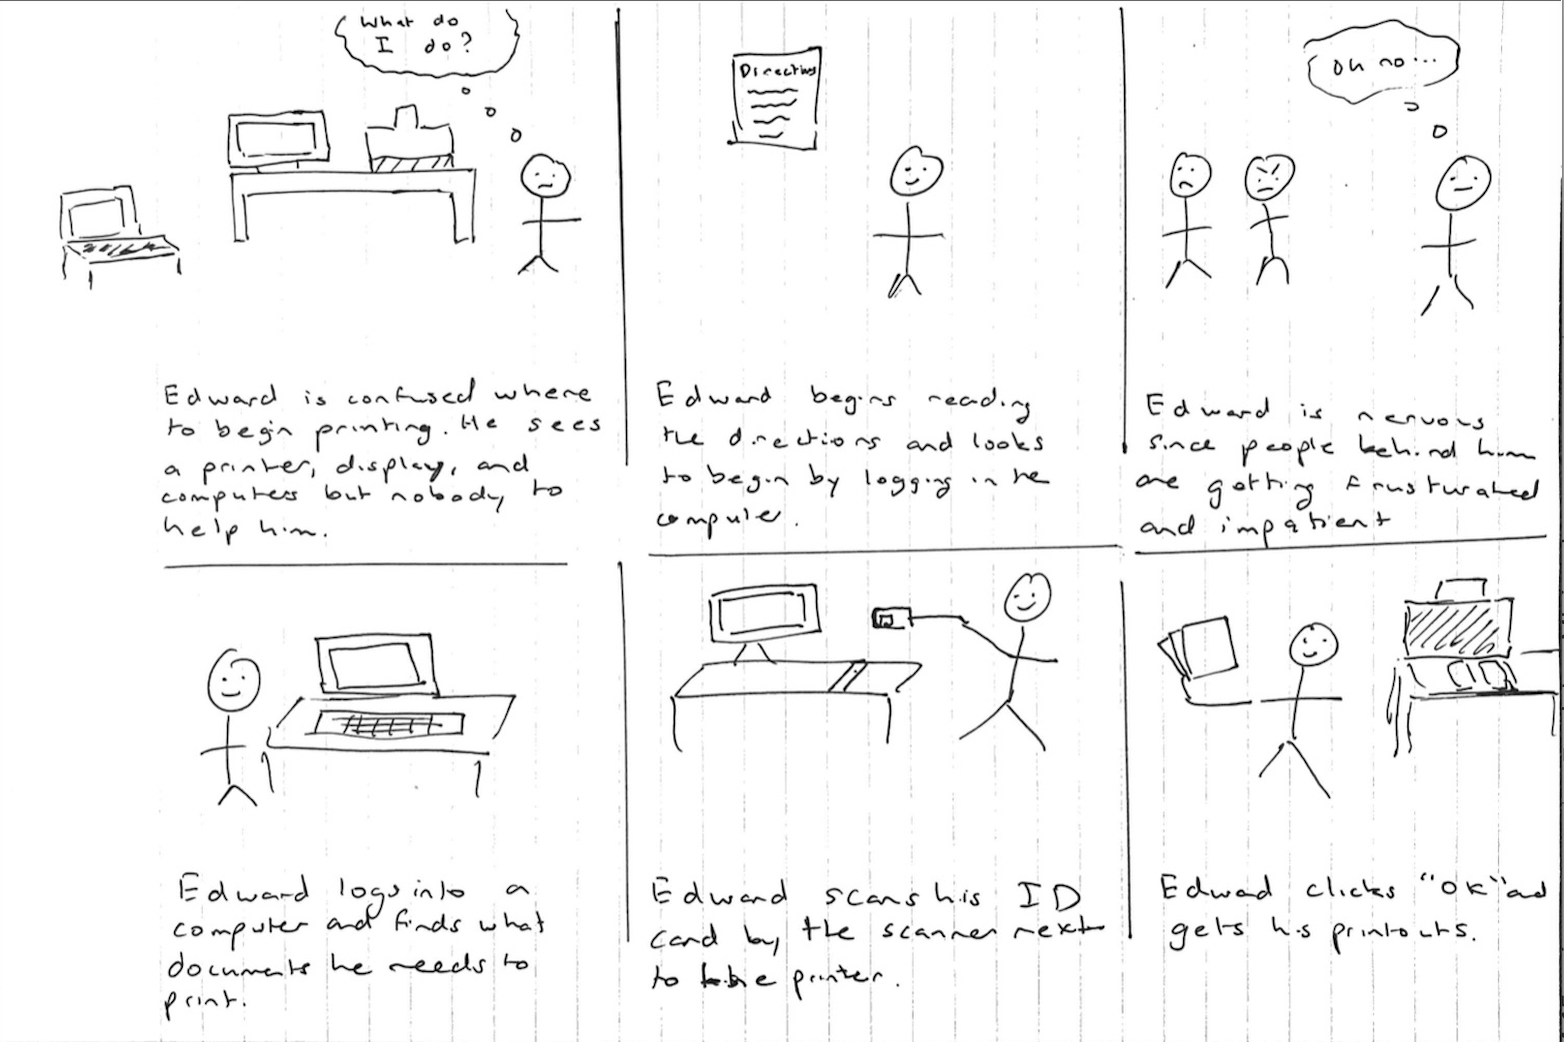 What do
I do?
Edward is confused where
to begin printing. He sees
a printer, display, and
computers but nobody to
help him.
Directions
Edward begins reading
the directions and looks
to begin by logging in the
computer.
Oh no...
Edward is nervous
since people behind him
are getting frusturated
and impatient
Edward logs into a
computer and finds what
documents he needs to
print.
Edward scans his ID
card by the scanner next
to the printer.
Edward clicks "OK" and
gets his printouts.